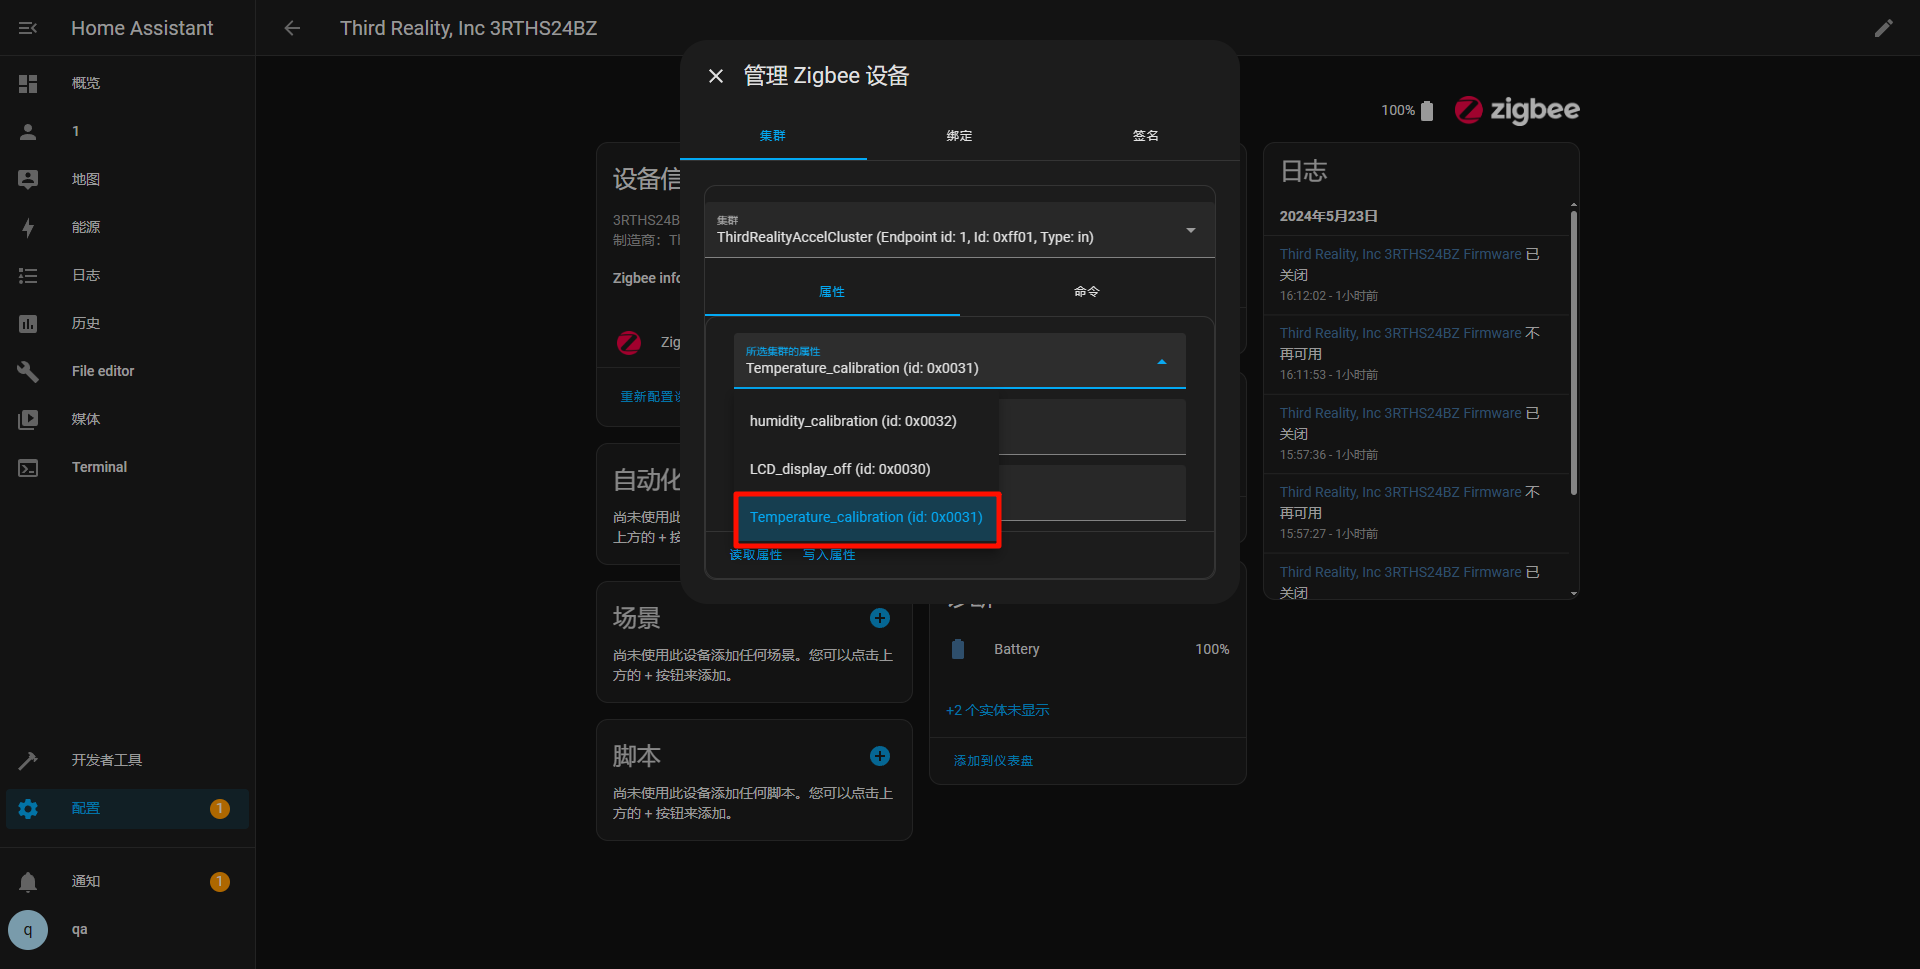 Home Assistant
概览
1
地图
能源
日志
历史
File editor
媒体
Terminal
开发者工具
配置
1
通知
1
q
qa
Third Reality, Inc 3RTHS24BZ
100%
zigbee
设备信
3RTHS24B
制造商：Th
Zigbee info
Zig
重新配置设
自动化
尚未使用此
上方的 + 按
场景
尚未使用此设备添加任何场景。您可以点击上
方的 + 按钮来添加。
脚本
尚未使用此设备添加任何脚本。您可以点击上
方的 + 按钮来添加。
管理 Zigbee 设备
集群
绑定
签名
集群
ThirdRealityAccelCluster (Endpoint id: 1, Id: 0xff01, Type: in)
属性
命令
所选集群的属性
Temperature_calibration (id: 0x0031)
humidity_calibration (id: 0x0032)
LCD_display_off (id: 0x0030)
Temperature_calibration (id: 0x0031)
读取属性
写入属性
Battery
100%
+2 个实体未显示
添加到仪表盘
日志
2024年5月23日
Third Reality, Inc 3RTHS24BZ Firmware 已
关闭
16:12:02 - 1小时前
Third Reality, Inc 3RTHS24BZ Firmware 不
再可用
16:11:53 - 1小时前
Third Reality, Inc 3RTHS24BZ Firmware 已
关闭
15:57:36 - 1小时前
Third Reality, Inc 3RTHS24BZ Firmware 不
再可用
15:57:27 - 1小时前
Third Reality, Inc 3RTHS24BZ Firmware 已
关闭